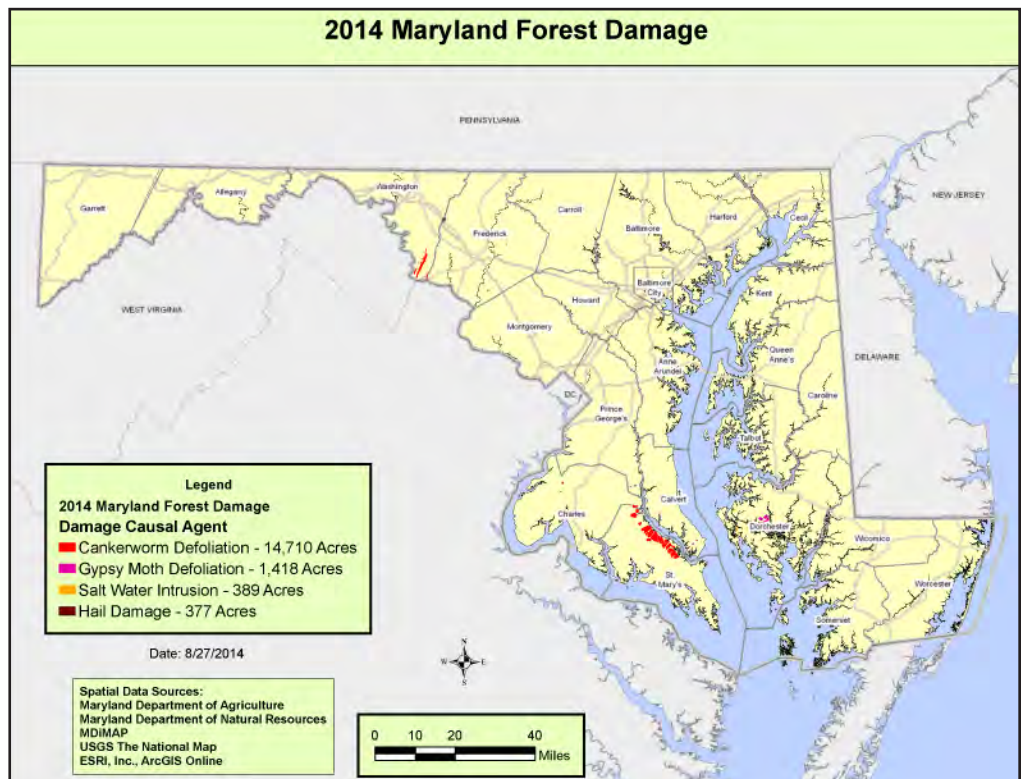 2014 Maryland Forest Damage
PENNSYLVANIA
NEW JERSEY
Garrett
Allegany
Washington
Frederick
Carroll
Baltimore
Harford
Cecil
Baltimore
City
Kent
WEST VIRGINIA
Howard
Montgomery
Anne
Arundel
Queen
Anne's
DELAWARE
Caroline
DC
Prince
George's
Talbot
Calvert
Charles
Dorchester
Wicomico
St.
Mary's
Worcester
Somerset
Legend
2014 Maryland Forest Damage
Damage Causal Agent
Cankerworm Defoliation - 14,710 Acres
Gypsy Moth Defoliation - 1,418 Acres
Salt Water Intrusion - 389 Acres
Hail Damage - 377 Acres
Date: 8/27/2014
N
W E
S
Spatial Data Sources:
Maryland Department of Agriculture
Maryland Department of Natural Resources
MDiMAP
USGS The National Map
ESRI, Inc., ArcGIS Online
0 10 20 40
Miles